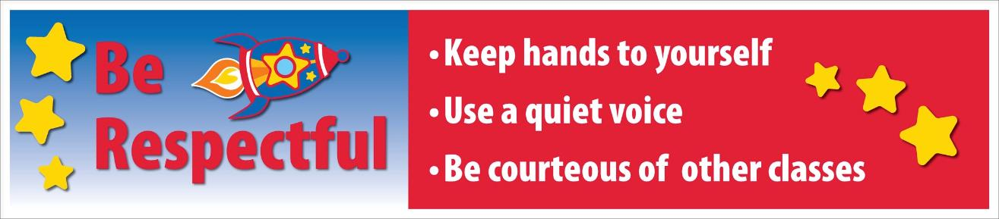 Be
Respectful
• Keep hands to yourself
• Use a quiet voice
• Be courteous of  other classes